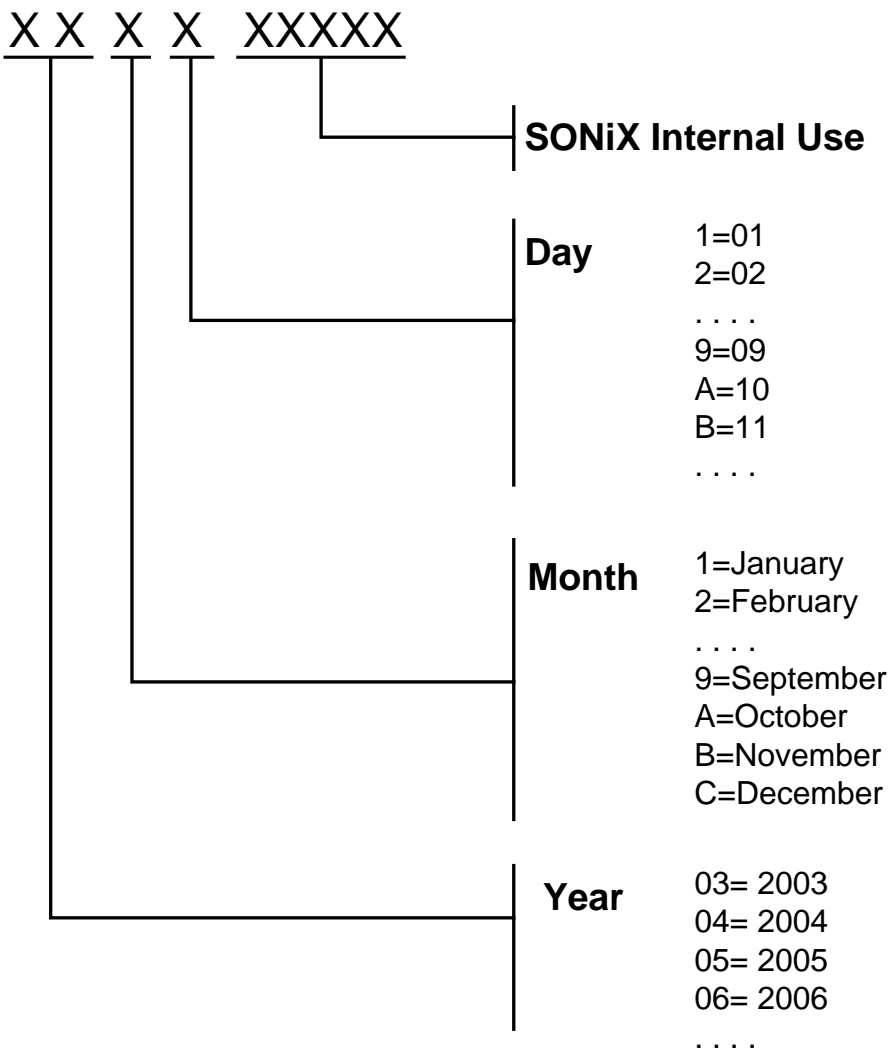 X X X X XXXXX
SONiX Internal Use
Day
1=01
2=02
. . . .
9=09
A=10
B=11
. . . .
Month
1=January
2=February
. . . .
9=September
A=October
B=November
C=December
Year
03= 2003
04= 2004
05= 2005
06= 2006
. . . .